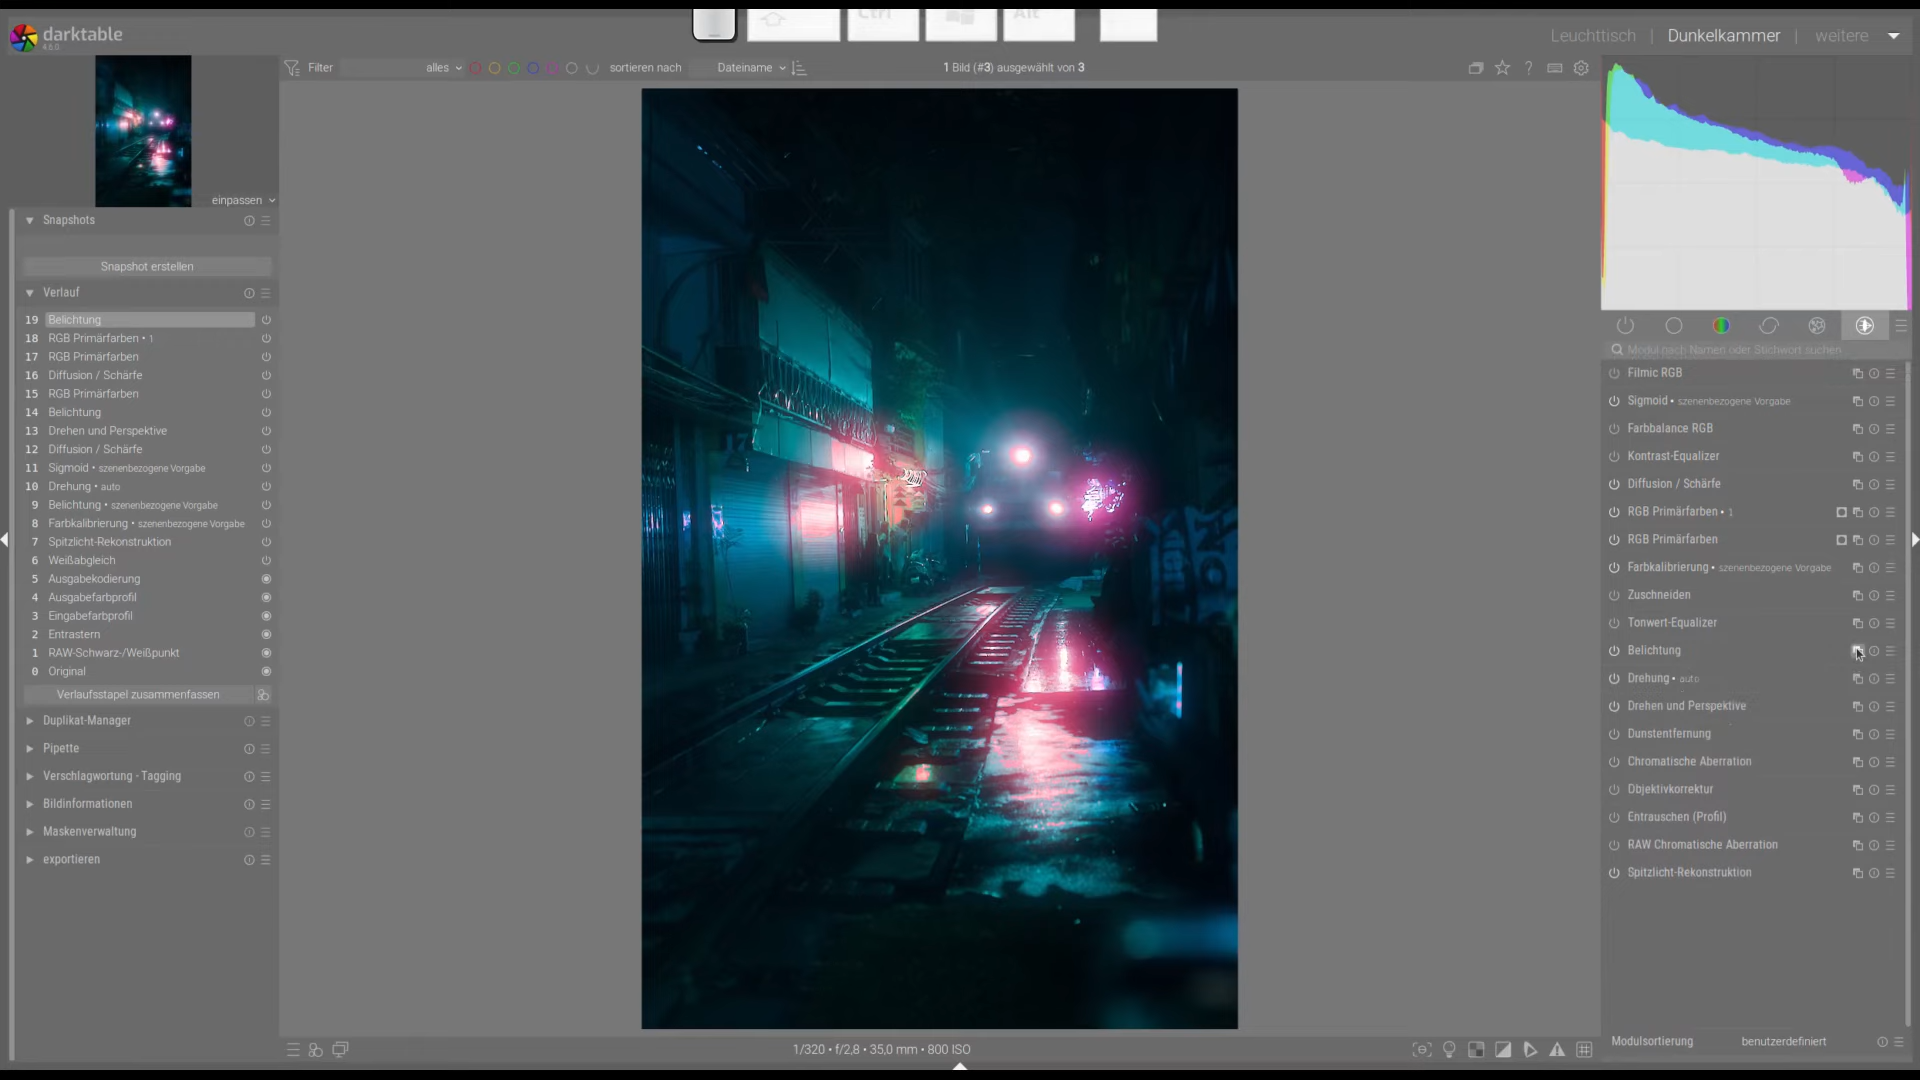 Ctrl
Alt
darktable
4.6.0
Leuchttisch | Dunkelkammer | weitere
Filter alles sortieren nach Dateiname 1 Bild (#3) ausgewählt von 3
einpassen
Snapshots
Snapshot erstellen
Verlauf
19 Belichtung
18 RGB Primärfarben • 1
17 RGB Primärfarben
16 Diffusion / Schärfe
15 RGB Primärfarben
14 Belichtung
13 Drehen und Perspektive
12 Diffusion / Schärfe
11 Sigmoid • szenenbezogene Vorgabe
10 Drehung • auto
9 Belichtung • szenenbezogene Vorgabe
8 Farbkalibrierung • szenenbezogene Vorgabe
7 Spitzlicht-Rekonstruktion
6 Weißabgleich
5 Ausgabekodierung
4 Ausgabefarbprofil
3 Eingabefarbprofil
2 Entrastern
1 RAW-Schwarz-/Weißpunkt
0 Original
Verlaufsstapel zusammenfassen
Duplikat-Manager
Pipette
Verschlagwortung - Tagging
Bildinformationen
Maskenverwaltung
exportieren
1/320 • f/2,8 • 35,0 mm • 800 ISO
Modul nach Namen oder Stichwort suchen
Filmic RGB
Sigmoid • szenenbezogene Vorgabe
Farbbalance RGB
Kontrast-Equalizer
Diffusion / Schärfe
RGB Primärfarben • 1
RGB Primärfarben
Farbkalibrierung • szenenbezogene Vorgabe
Zuschneiden
Tonwert-Equalizer
Belichtung
Drehung • auto
Drehen und Perspektive
Dunstentfernung
Chromatische Aberration
Objektivkorrektur
Entrauschen (Profil)
RAW Chromatische Aberration
Spitzlicht-Rekonstruktion
Modulsortierung benutzerdefiniert